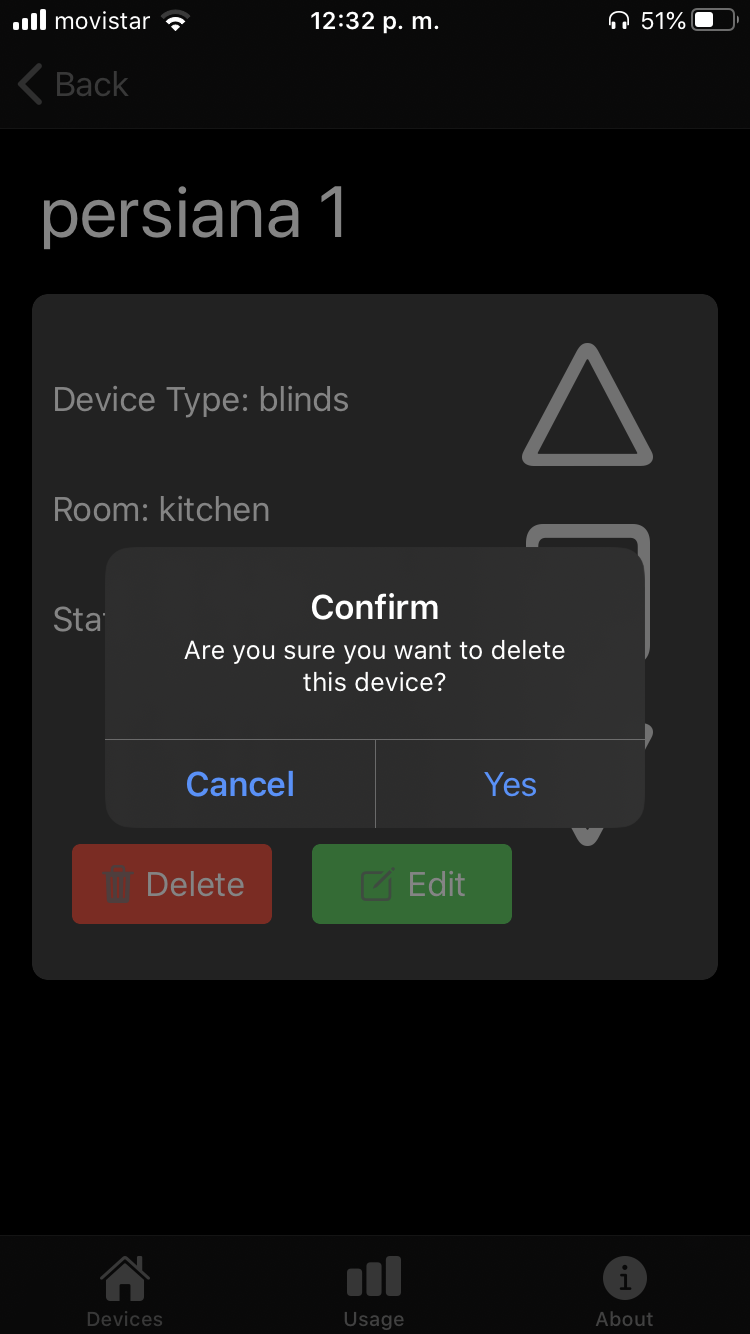 movistar 12:32 p. m. 51%
Back
persiana 1
Device Type: blinds
Room: kitchen
Confirm
Are you sure you want to delete
this device?
Cancel Yes
Delete Edit
Devices Usage About